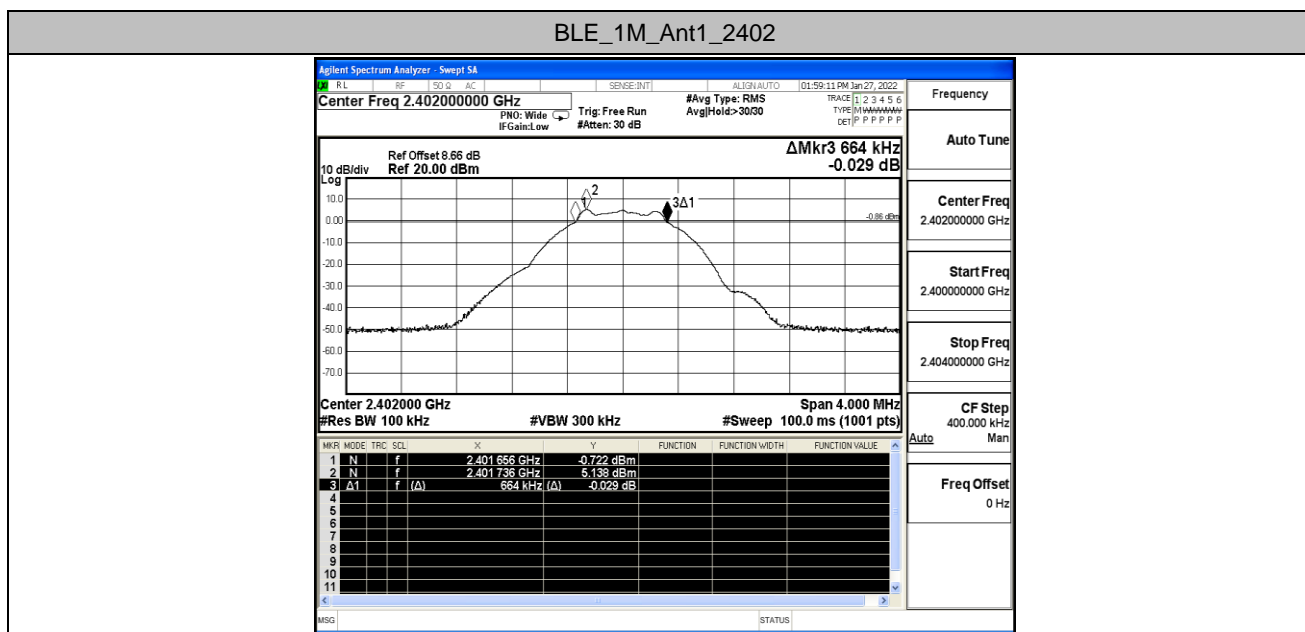 BLE_1M_Ant1_2402
Agilent Spectrum Analyzer - Swept SA
LXI RL RF 50 Ω AC SENSE:INT ALIGN AUTO 01:59:11 PM Jan 27, 2022
Center Freq 2.402000000 GHz
PNO: Wide
IFGain:Low
Trig: Free Run
#Atten: 30 dB
#Avg Type: RMS
Avg|Hold:>30/30
TRACE 1 2 3 4 5 6
TYPE M W W W W W
DET P P P P P P
ΔMkr3 664 kHz
-0.029 dB
Ref Offset 8.66 dB
10 dB/div Ref 20.00 dBm
Log
10.0
0.00
-10.0
-20.0
-30.0
-40.0
-50.0
-60.0
-70.0
1
2
3Δ1
-0.86 dBm
Center 2.402000 GHz Span 4.000 MHz
#Res BW 100 kHz #VBW 300 kHz #Sweep 100.0 ms (1001 pts)
MKR MODE TRC SCL X Y FUNCTION FUNCTION WIDTH FUNCTION VALUE
1 N f 2.401 656 GHz -0.722 dBm
2 N f 2.401 736 GHz 5.138 dBm
3 Δ1 f (Δ) 664 kHz (Δ) -0.029 dB
4
5
6
7
8
9
10
11
MSG STATUS
Frequency
Auto Tune
Center Freq
2.402000000 GHz
Start Freq
2.400000000 GHz
Stop Freq
2.404000000 GHz
CF Step
400.000 kHz
Auto Man
Freq Offset
0 Hz